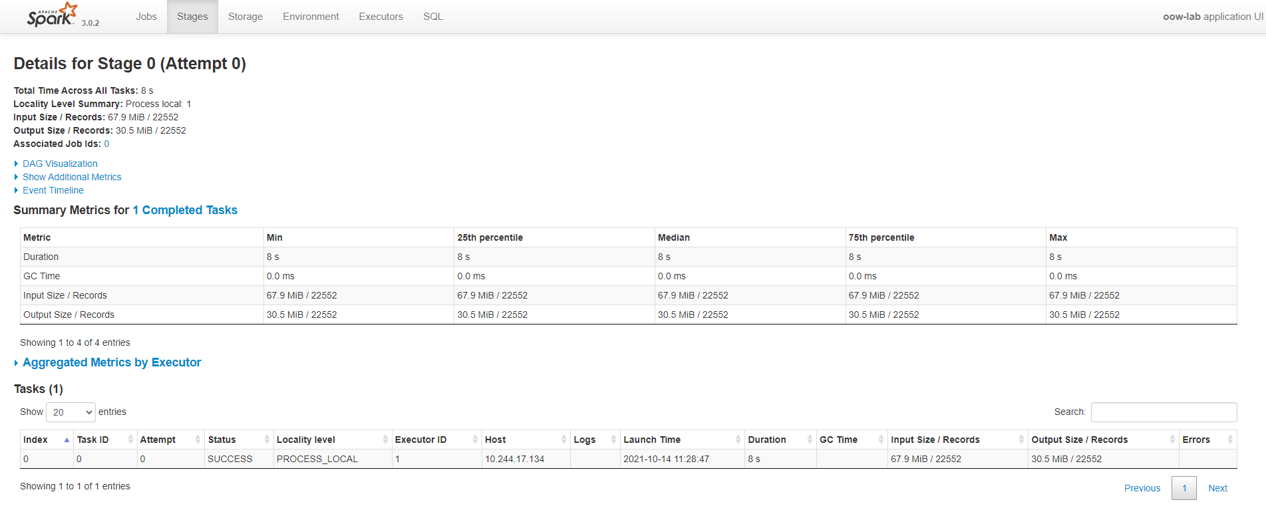 APACHE
Spark 3.0.2 Jobs Stages Storage Environment Executors SQL oow-lab application UI
Details for Stage 0 (Attempt 0)
Total Time Across All Tasks: 8 s
Locality Level Summary: Process local: 1
Input Size / Records: 67.9 MiB / 22552
Output Size / Records: 30.5 MiB / 22552
Associated Job Ids: 0
DAG Visualization
Show Additional Metrics
Event Timeline
Summary Metrics for 1 Completed Tasks
Metric Min 25th percentile Median 75th percentile Max
Duration 8 s 8 s 8 s 8 s 8 s
GC Time 0.0 ms 0.0 ms 0.0 ms 0.0 ms 0.0 ms
Input Size / Records 67.9 MiB / 22552 67.9 MiB / 22552 67.9 MiB / 22552 67.9 MiB / 22552 67.9 MiB / 22552
Output Size / Records 30.5 MiB / 22552 30.5 MiB / 22552 30.5 MiB / 22552 30.5 MiB / 22552 30.5 MiB / 22552
Showing 1 to 4 of 4 entries
Aggregated Metrics by Executor
Tasks (1)
Show 20 entries Search:
Index Task ID Attempt Status Locality level Executor ID Host Logs Launch Time Duration GC Time Input Size / Records Output Size / Records Errors
0 0 0 SUCCESS PROCESS_LOCAL 1 10.244.17.134 2021-10-14 11:28:47 8 s 67.9 MiB / 22552 30.5 MiB / 22552
Showing 1 to 1 of 1 entries Previous 1 Next